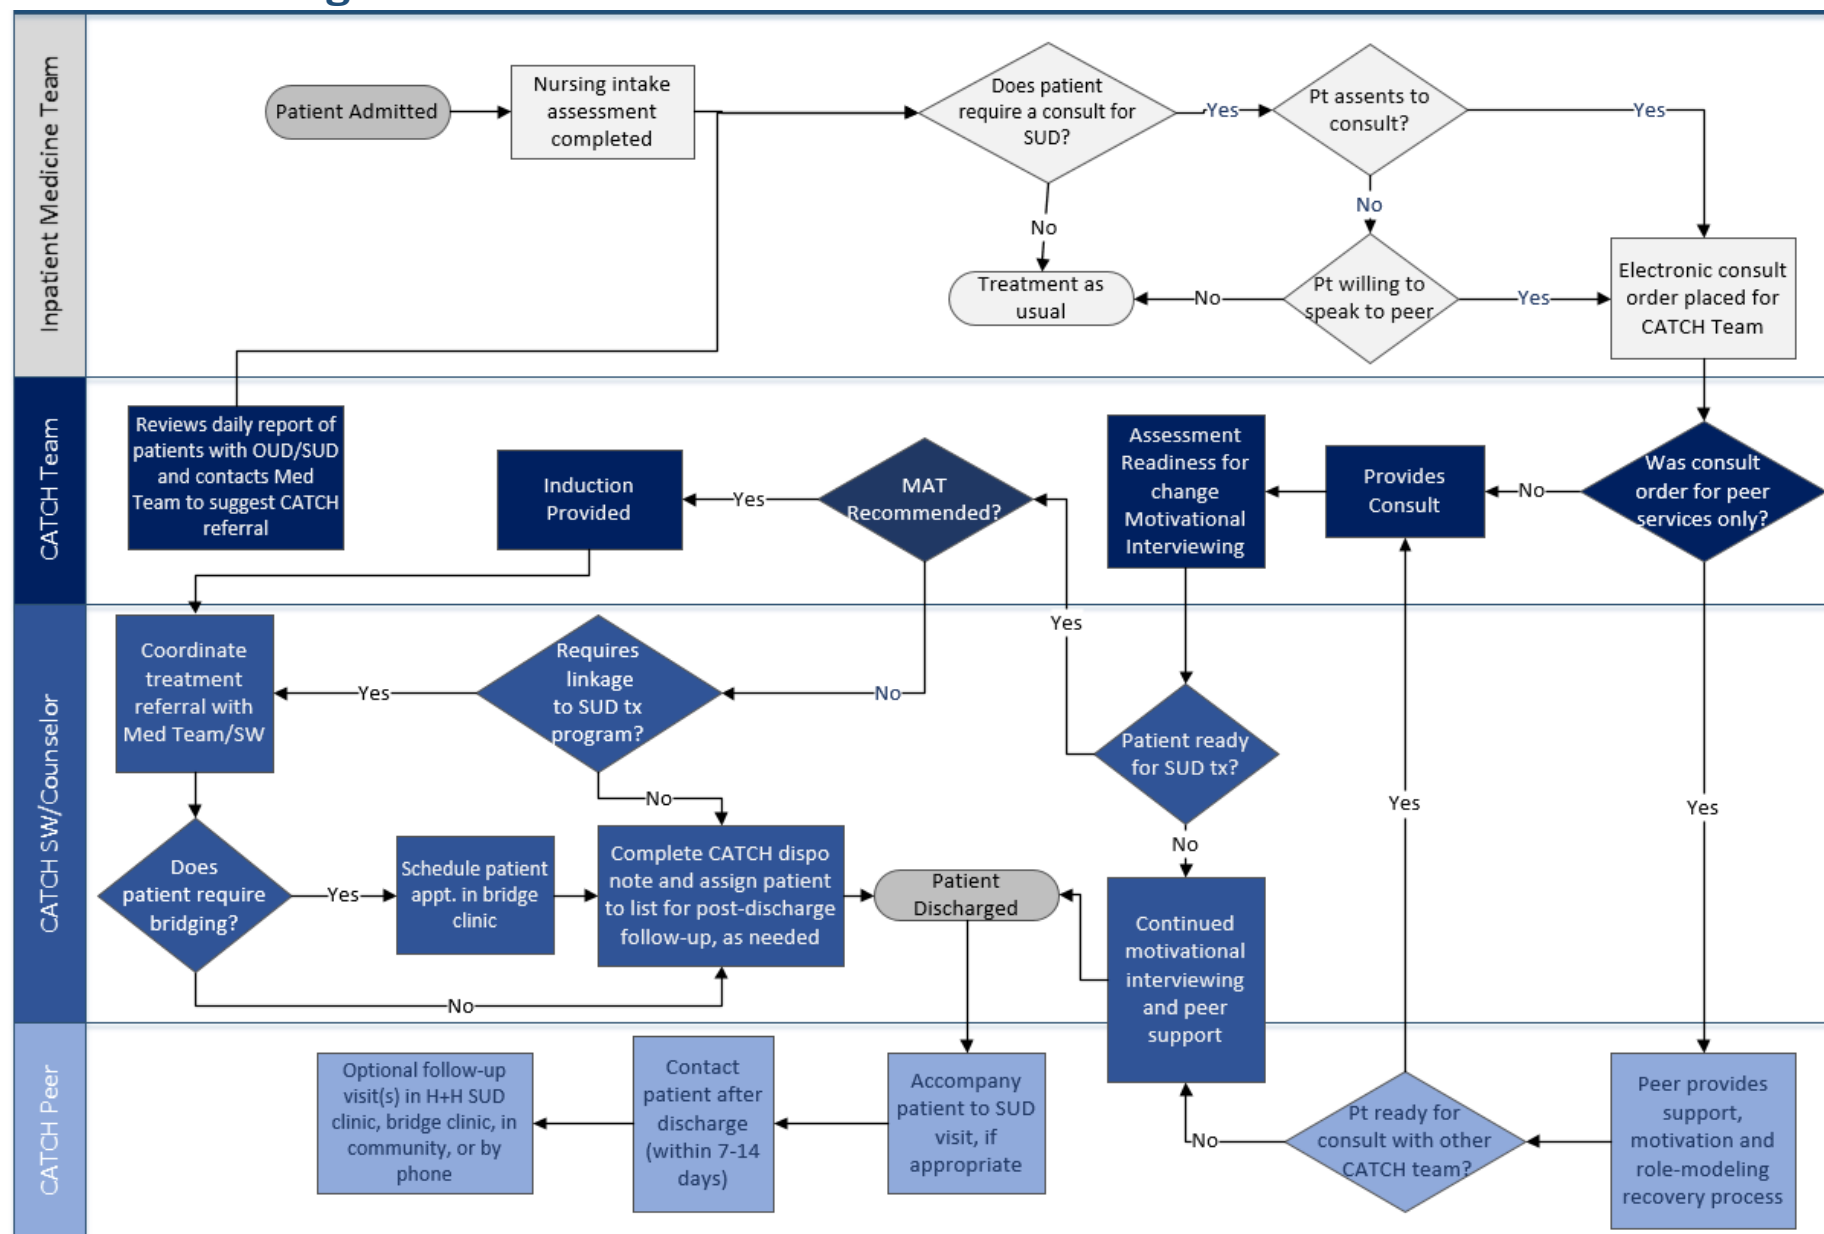 Inpatient Medicine Team
Patient Admitted
Nursing intake
assessment
completed
Does patient
require a consult for
SUD?
Yes
Pt assents to
consult?
Yes
No
No
Treatment as
usual
No
Pt willing to
speak to peer
Yes
Electronic consult
order placed for
CATCH Team
CATCH Team
Reviews daily report of
patients with OUD/SUD
and contacts Med
Team to suggest CATCH
referral
Induction
Provided
Yes
MAT
Recommended?
Assessment
Readiness for
change
Motivational
Interviewing
Provides
Consult
No
Was consult
order for peer
services only?
CATCH SW/Counselor
Coordinate
treatment
referral with
Med Team/SW
Yes
Requires
linkage
to SUD tx
program?
No
Yes
Patient ready
for SUD tx?
No
No
Yes
Yes
Does
patient require
bridging?
Yes
Schedule patient
appt. in bridge
clinic
Complete CATCH dispo
note and assign patient
to list for post-discharge
follow-up, as needed
Patient
Discharged
Continued
motivational
interviewing
and peer
support
No
CATCH Peer
Optional follow-up
visit(s) in H+H SUD
clinic, bridge clinic, in
community, or by
phone
Contact
patient after
discharge
(within 7-14
days)
Accompany
patient to SUD
visit, if
appropriate
No
Pt ready for
consult with other
CATCH team?
Peer provides
support,
motivation and
role-modeling
recovery process